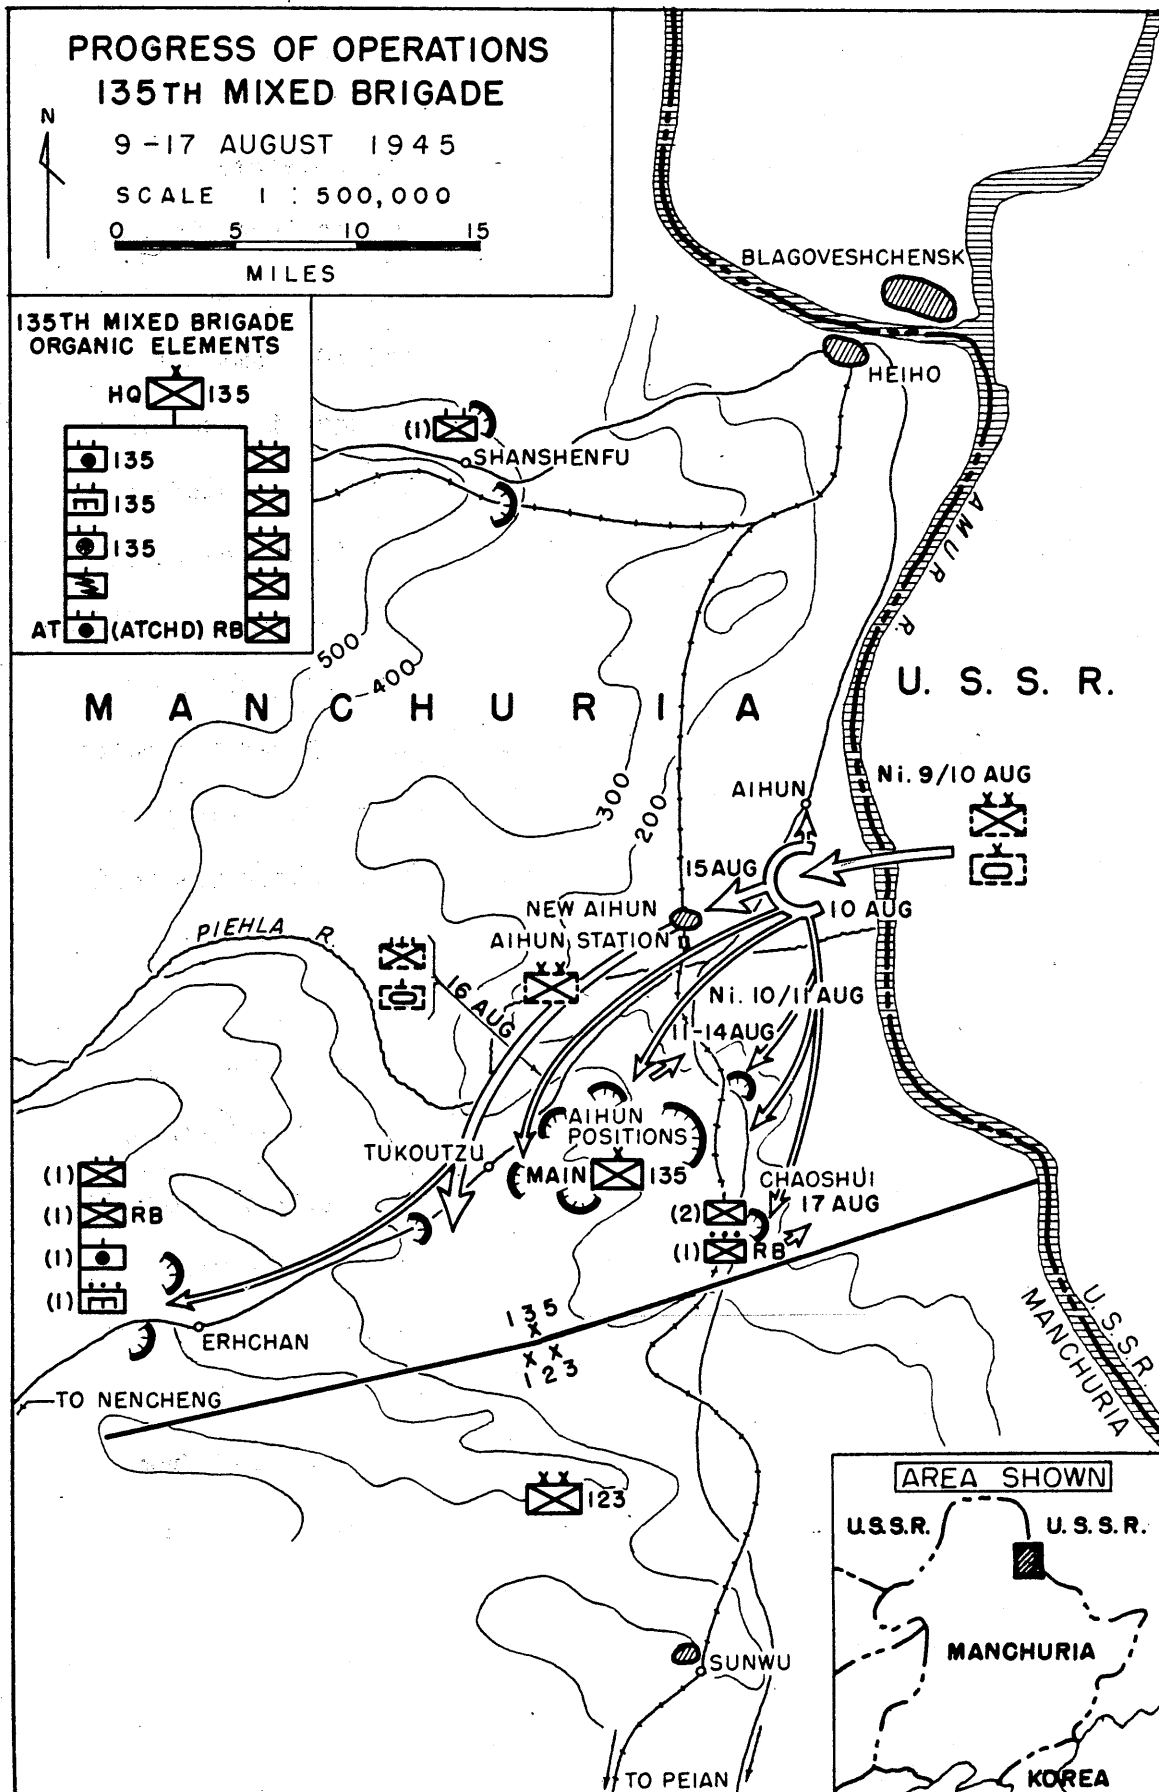 PROGRESS OF OPERATIONS
135TH MIXED BRIGADE
9-17 AUGUST 1945
SCALE 1 : 500,000
N
0 5 10 15
MILES
135TH MIXED BRIGADE
ORGANIC ELEMENTS
HQ 135
135
135
135
AT (ATCHD) RB
BLAGOVESHCHENSK
HEIHO
(1)
SHANSHENFU
AMUR R.
500
400
MANCHURIA
U. S. S. R.
300
200
AIHUN
Ni. 9/10 AUG
15 AUG
NEW AIHUN
10 AUG
AIHUN STATION
PIEHLA R.
16 AUG
Ni. 10/11 AUG
11-14 AUG
AIHUN
POSITIONS
TUKOUTZU
MAIN 135
CHAOSHUI
17 AUG
(1)
(1) RB
(1)
(1)
(2)
(1) RB
ERHCHAN
135
123
TO NENCHENG
U. S. S. R.
MANCHURIA
123
SUNWU
TO PEIAN
AREA SHOWN
U.S.S.R. U.S.S.R.
MANCHURIA
KOREA